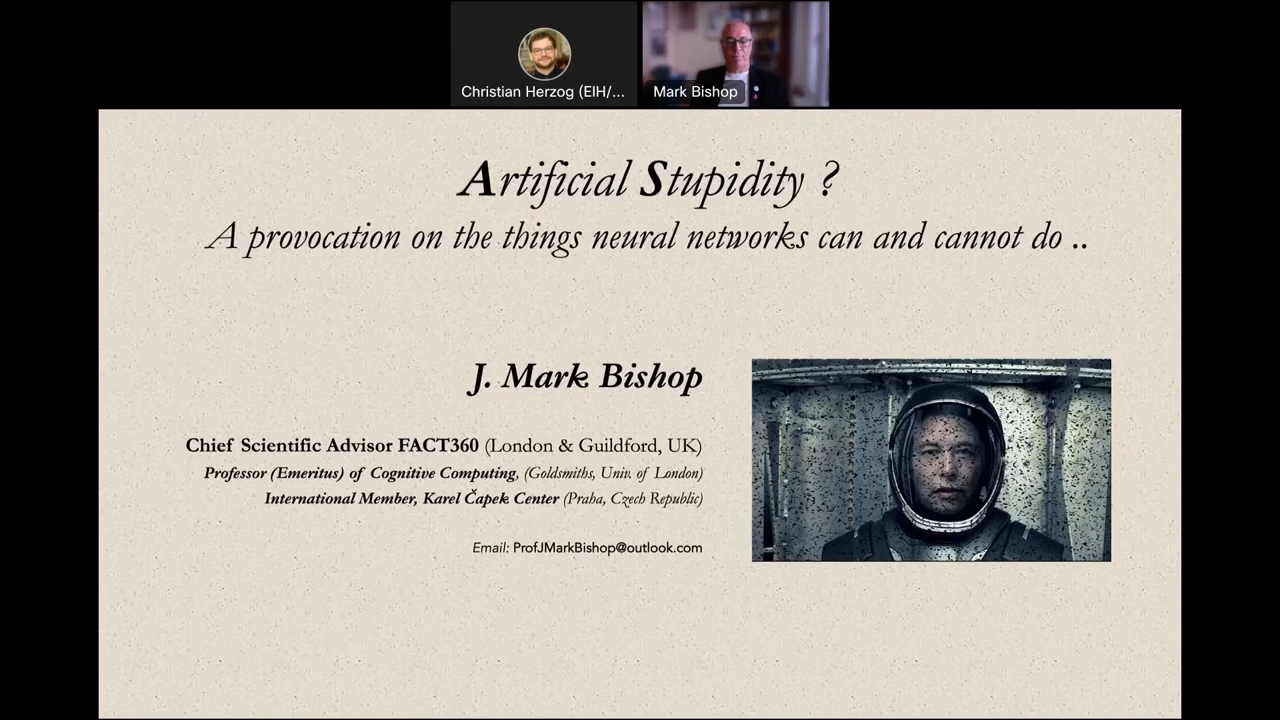 Christian Herzog (EIH/...
Mark Bishop
Artificial Stupidity ?
A provocation on the things neural networks can and cannot do ..
J. Mark Bishop
Chief Scientific Advisor FACT360 (London & Guildford, UK)
Professor (Emeritus) of Cognitive Computing, (Goldsmiths, Univ. of London)
International Member, Karel Čapek Center (Praha, Czech Republic)
Email: ProfJMarkBishop@outlook.com